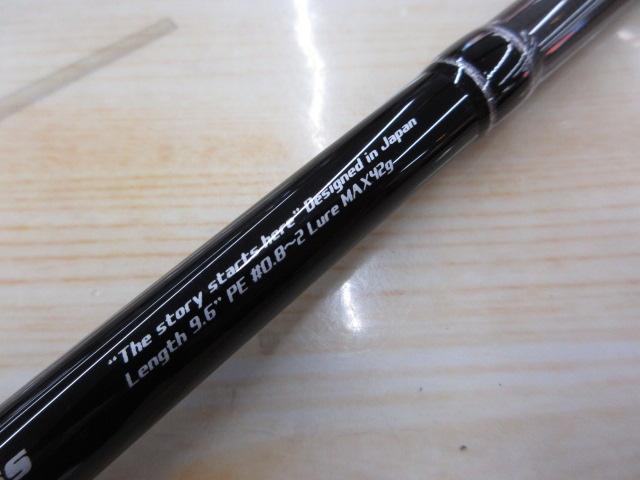 “The story starts here” Designed in Japan
Length 9.6” PE #0.8~2 Lure MAX42g
S